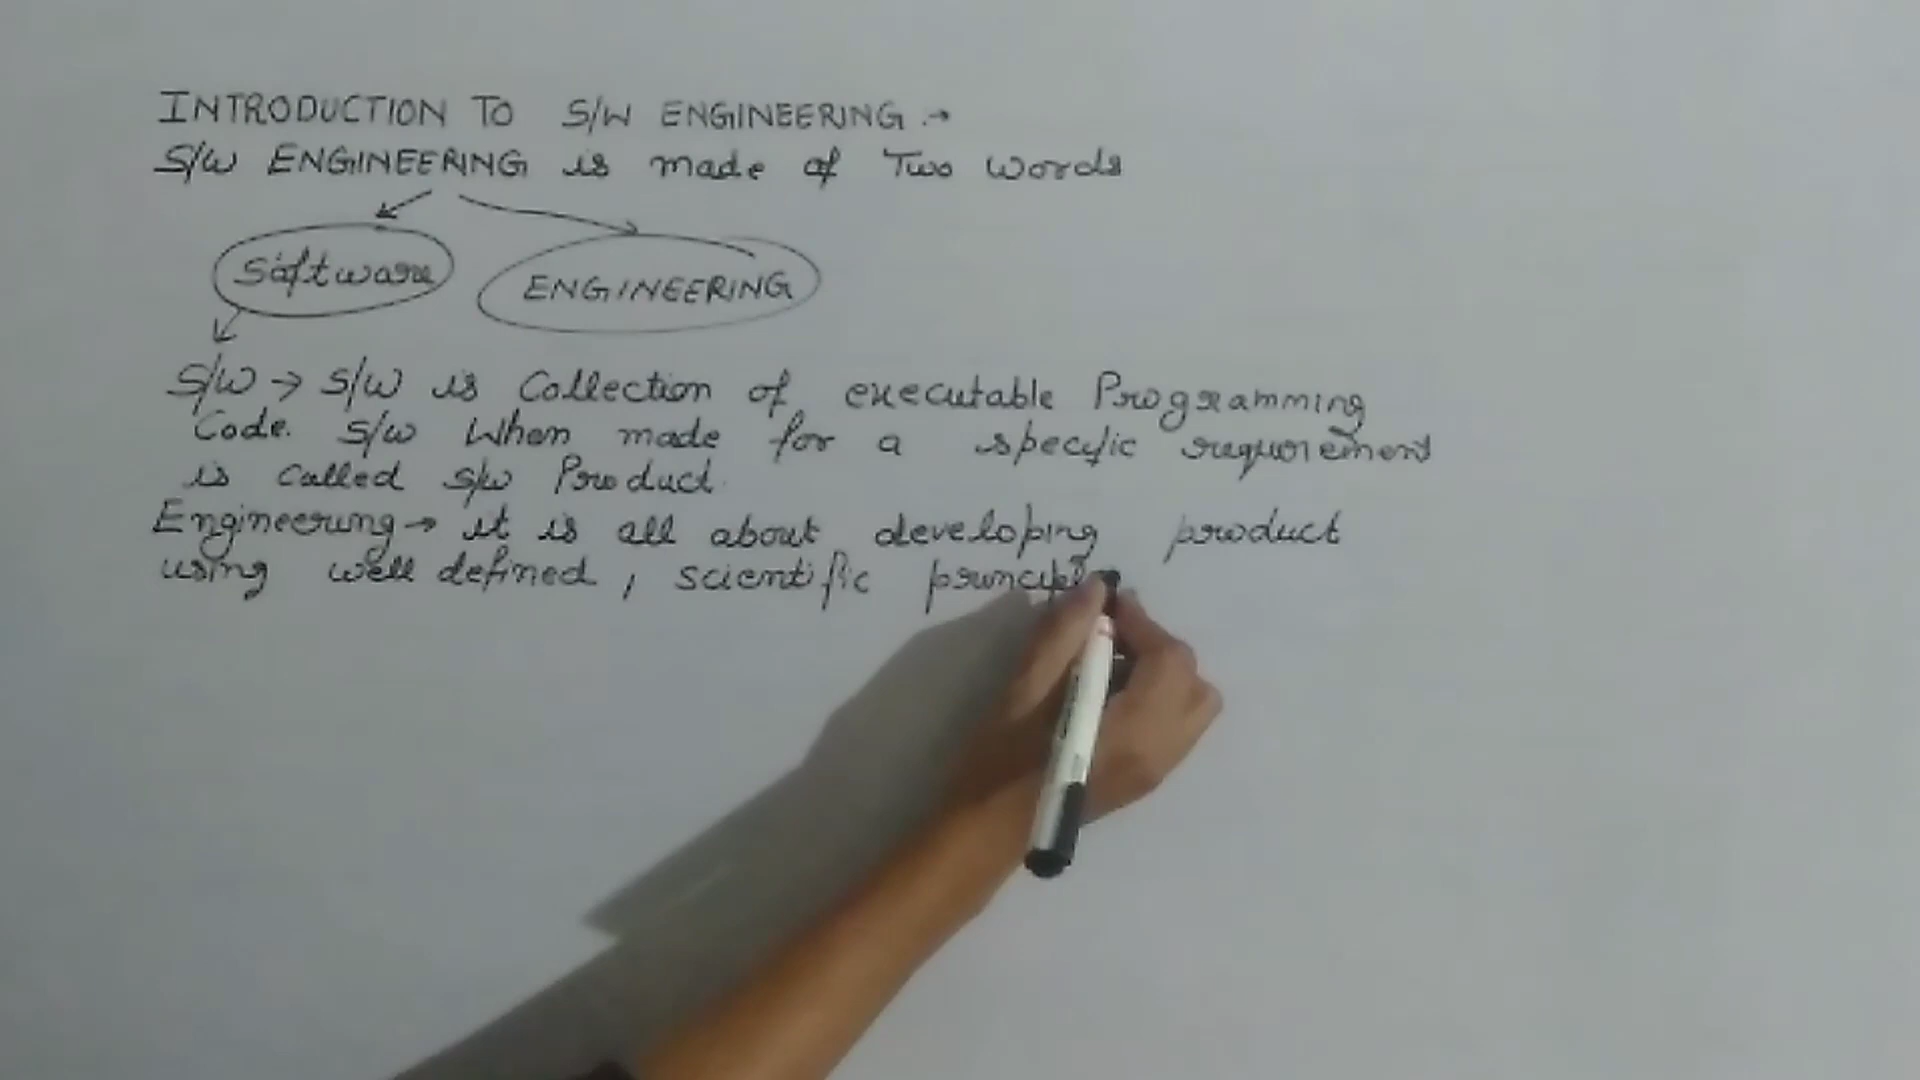 INTRODUCTION TO S/W ENGINEERING :→
S/W ENGINEERING is made of Two words
Software
ENGINEERING
S/W → S/W is Collection of executable Programming
Code. S/W When made for a specific requirement
is called S/W Product.
Engineering → it is all about developing product
using well defined, scientific principle